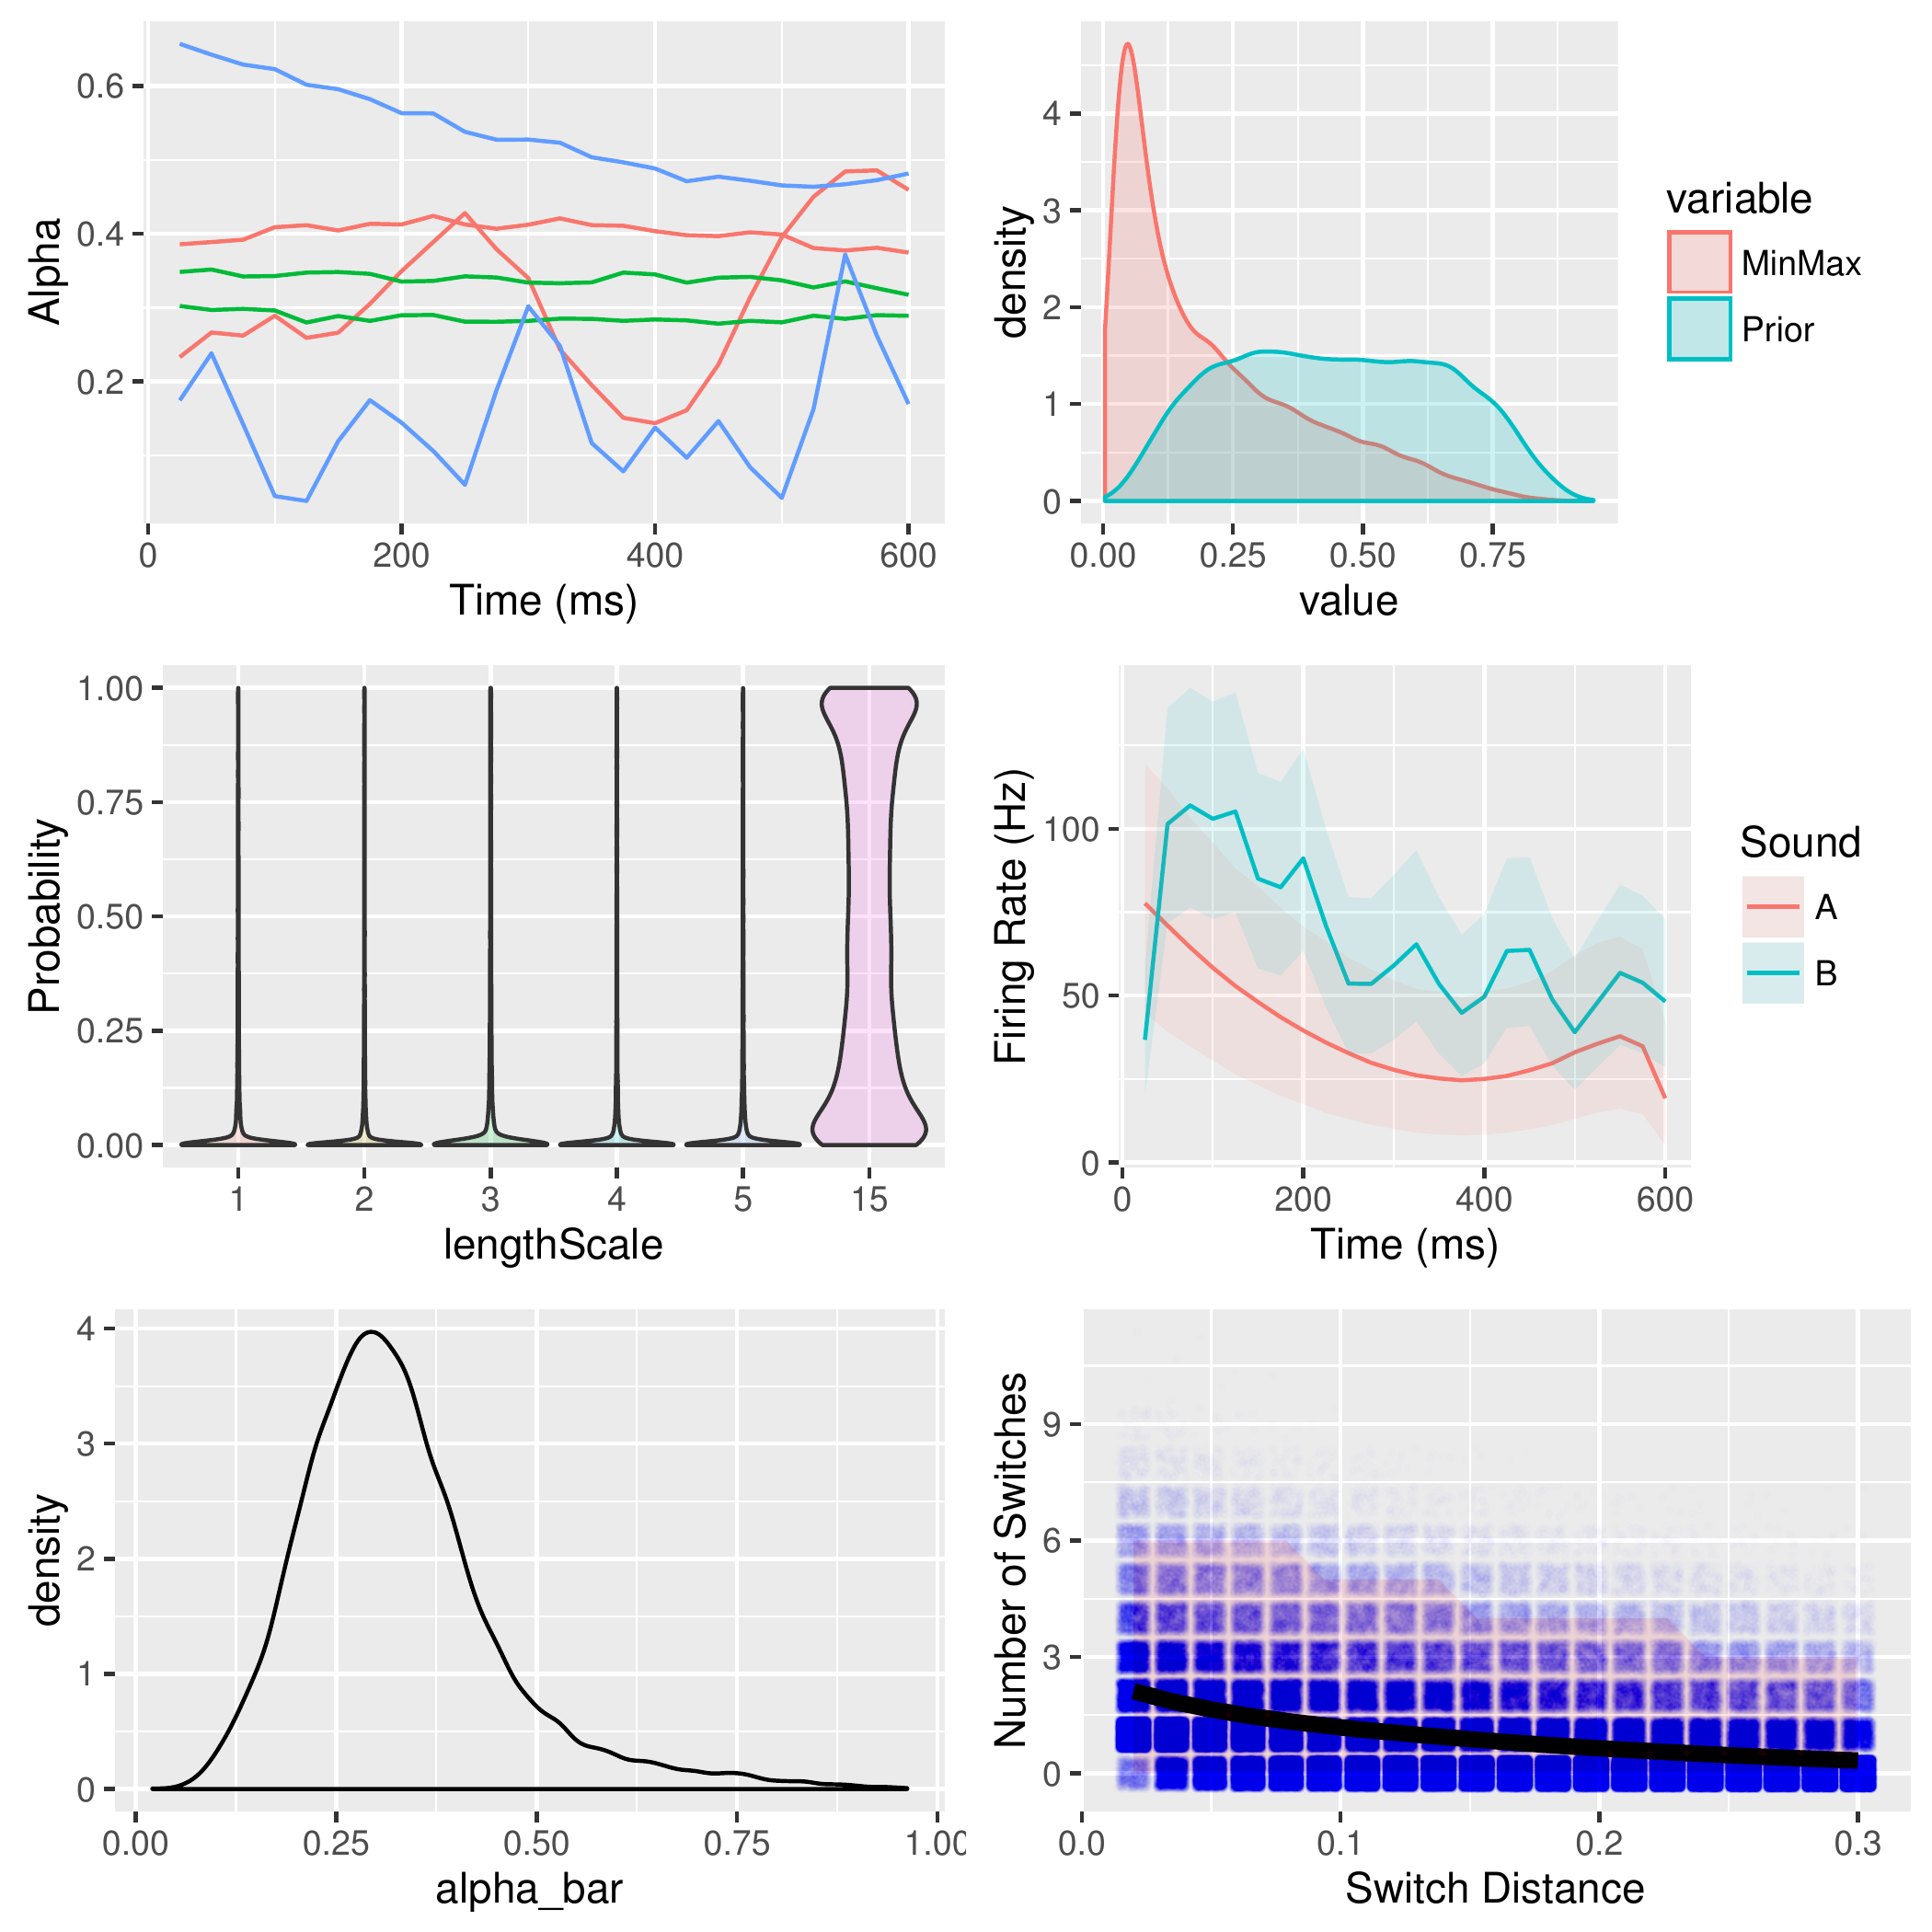 Alpha
0.6
0.4
0.2
0 200 400 600
Time (ms)
density
4
3
2
1
0
0.00 0.25 0.50 0.75
value
variable
MinMax
Prior
Probability
1.00
0.75
0.50
0.25
0.00
1 2 3 4 5 15
lengthScale
Firing Rate (Hz)
100
50
0
0 200 400 600
Time (ms)
Sound
A
B
density
4
3
2
1
0
0.00 0.25 0.50 0.75 1.00
alpha_bar
Number of Switches
9
6
3
0
0.0 0.1 0.2 0.3
Switch Distance